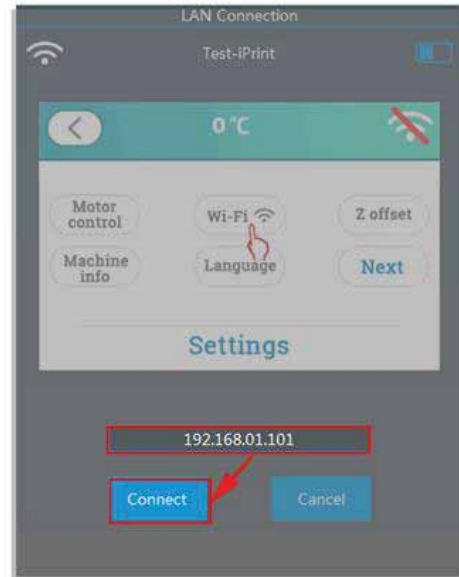 LAN Connection
Test-iPrint
0 °C
Motor control
Wi-Fi
Z offset
Machine info
Language
Next
Settings
192.168.01.101
Connect
Cancel